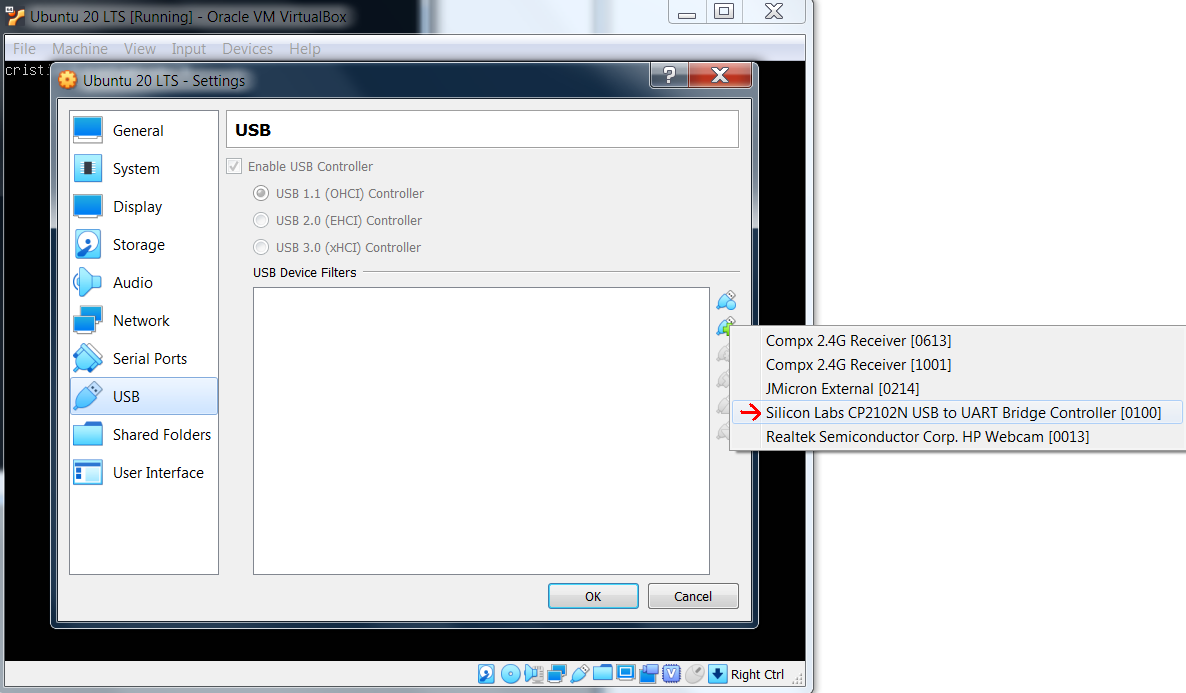 Ubuntu 20 LTS [Running] - Oracle VM VirtualBox
File Machine View Input Devices Help
cristi
Ubuntu 20 LTS - Settings
?
General
System
Display
Storage
Audio
Network
Serial Ports
USB
Shared Folders
User Interface
USB
Enable USB Controller
USB 1.1 (OHCI) Controller
USB 2.0 (EHCI) Controller
USB 3.0 (xHCI) Controller
USB Device Filters
Compx 2.4G Receiver [0613]
Compx 2.4G Receiver [1001]
JMicron External [0214]
Silicon Labs CP2102N USB to UART Bridge Controller [0100]
Realtek Semiconductor Corp. HP Webcam [0013]
OK Cancel
V
Right Ctrl